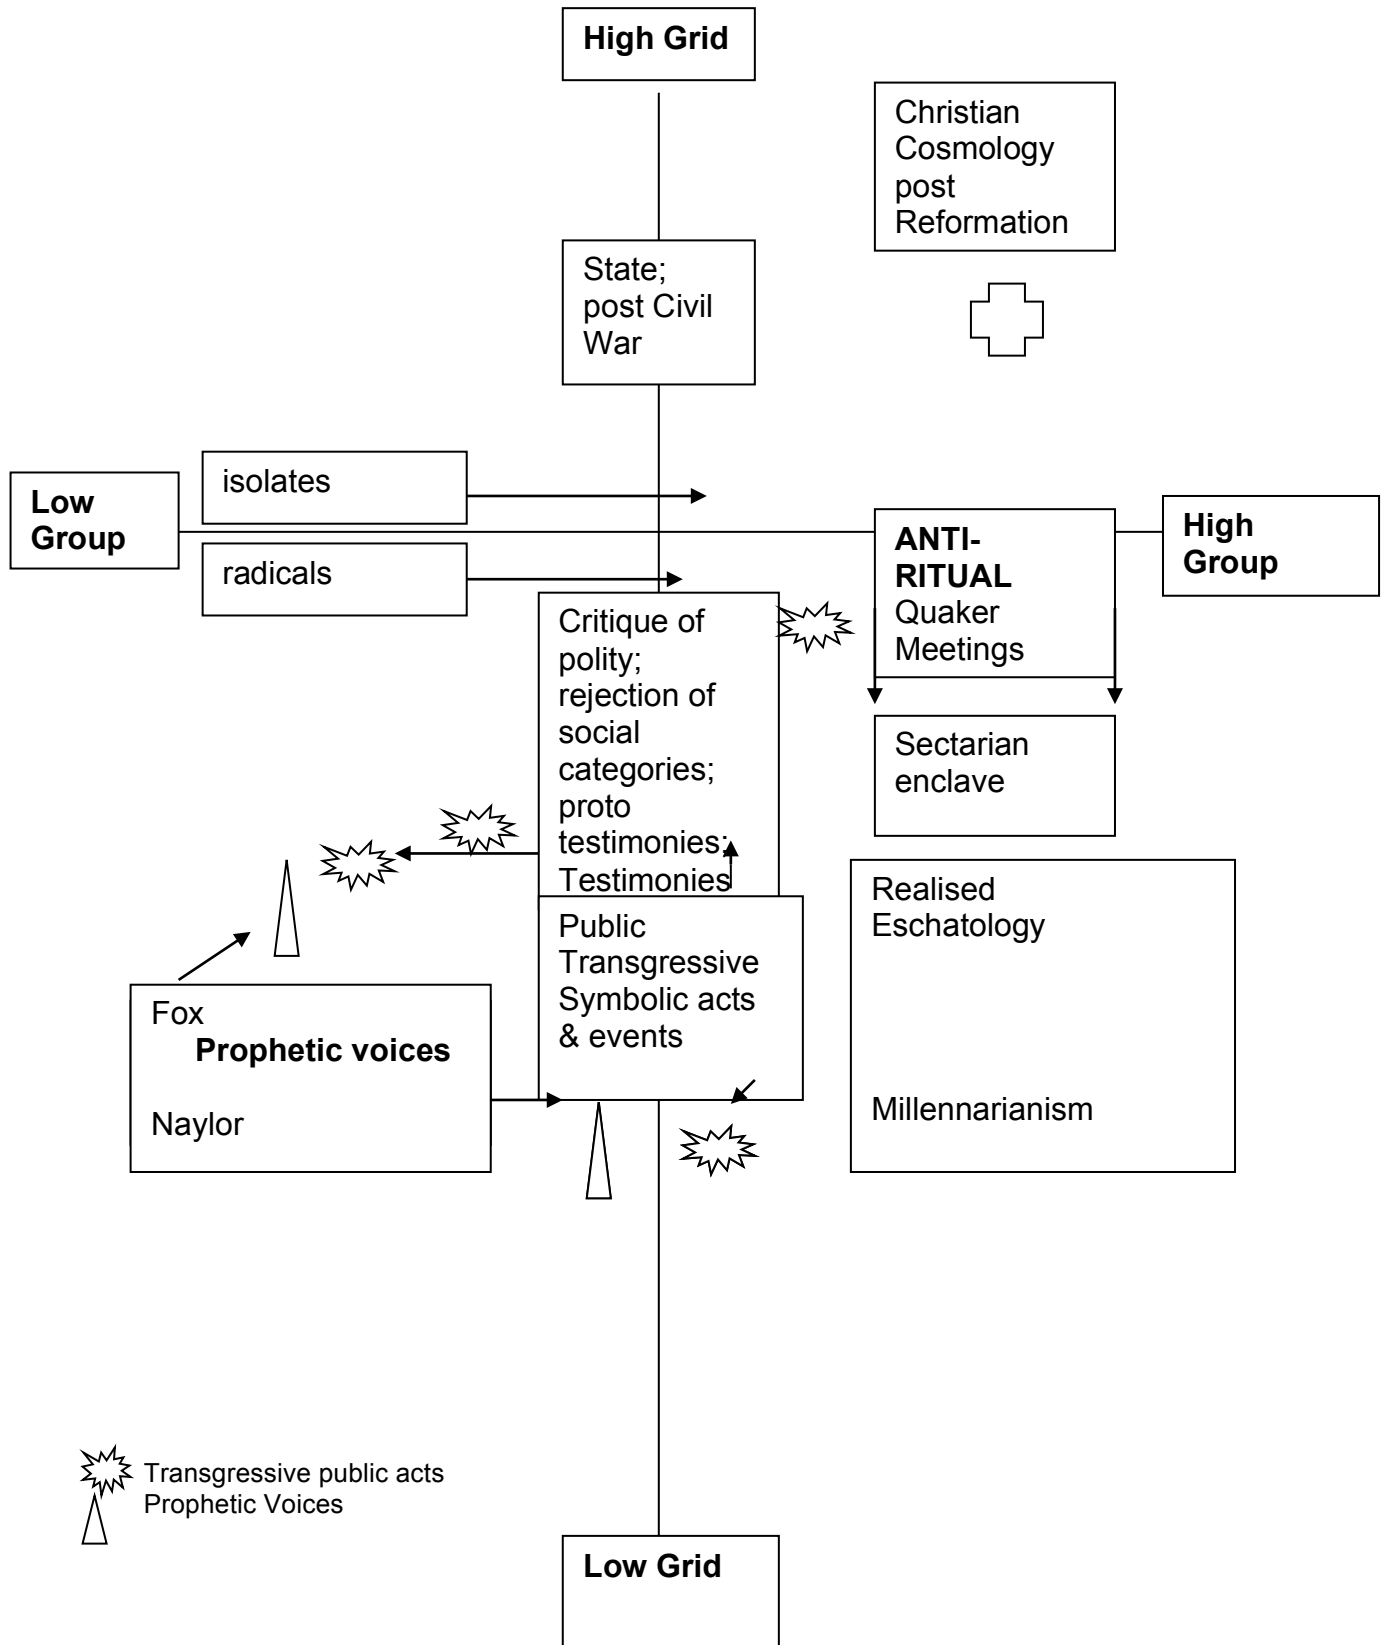 High Grid
Christian
Cosmology
post
Reformation
State;
post Civil
War
isolates
Low
Group
radicals
ANTI-
RITUAL
Quaker
Meetings
High
Group
Critique of
polity;
rejection of
social
categories;
proto
testimonies;
Testimonies
Sectarian
enclave
Realised
Eschatology
Millennarianism
Public
Transgressive
Symbolic acts
& events
Fox
Prophetic voices
Naylor
Transgressive public acts
Prophetic Voices
Low Grid